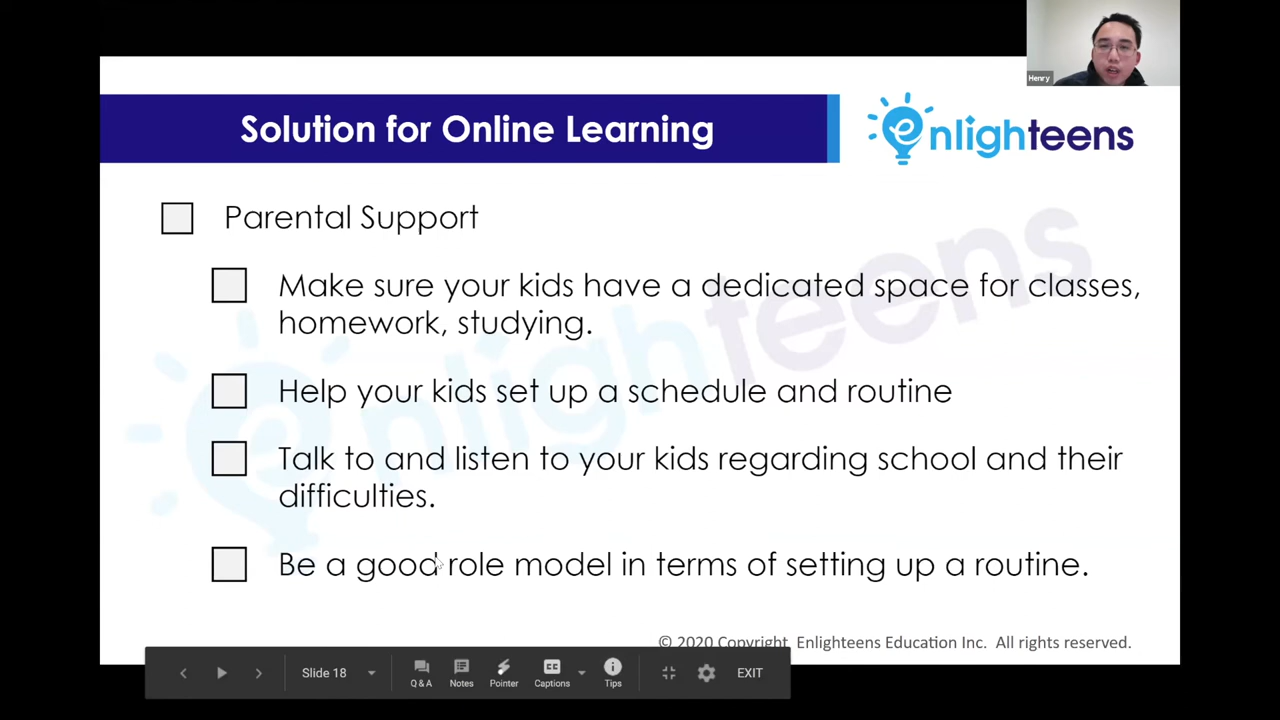 Henry
Solution for Online Learning
enlighteens
Parental Support
Make sure your kids have a dedicated space for classes,
homework, studying.
Help your kids set up a schedule and routine
Talk to and listen to your kids regarding school and their
difficulties.
Be a good role model in terms of setting up a routine.
enlighteens
© 2020 Copyright, Enlighteens Education Inc. All rights reserved.
Slide 18
Q & A
Notes
Pointer
Captions
Tips
EXIT